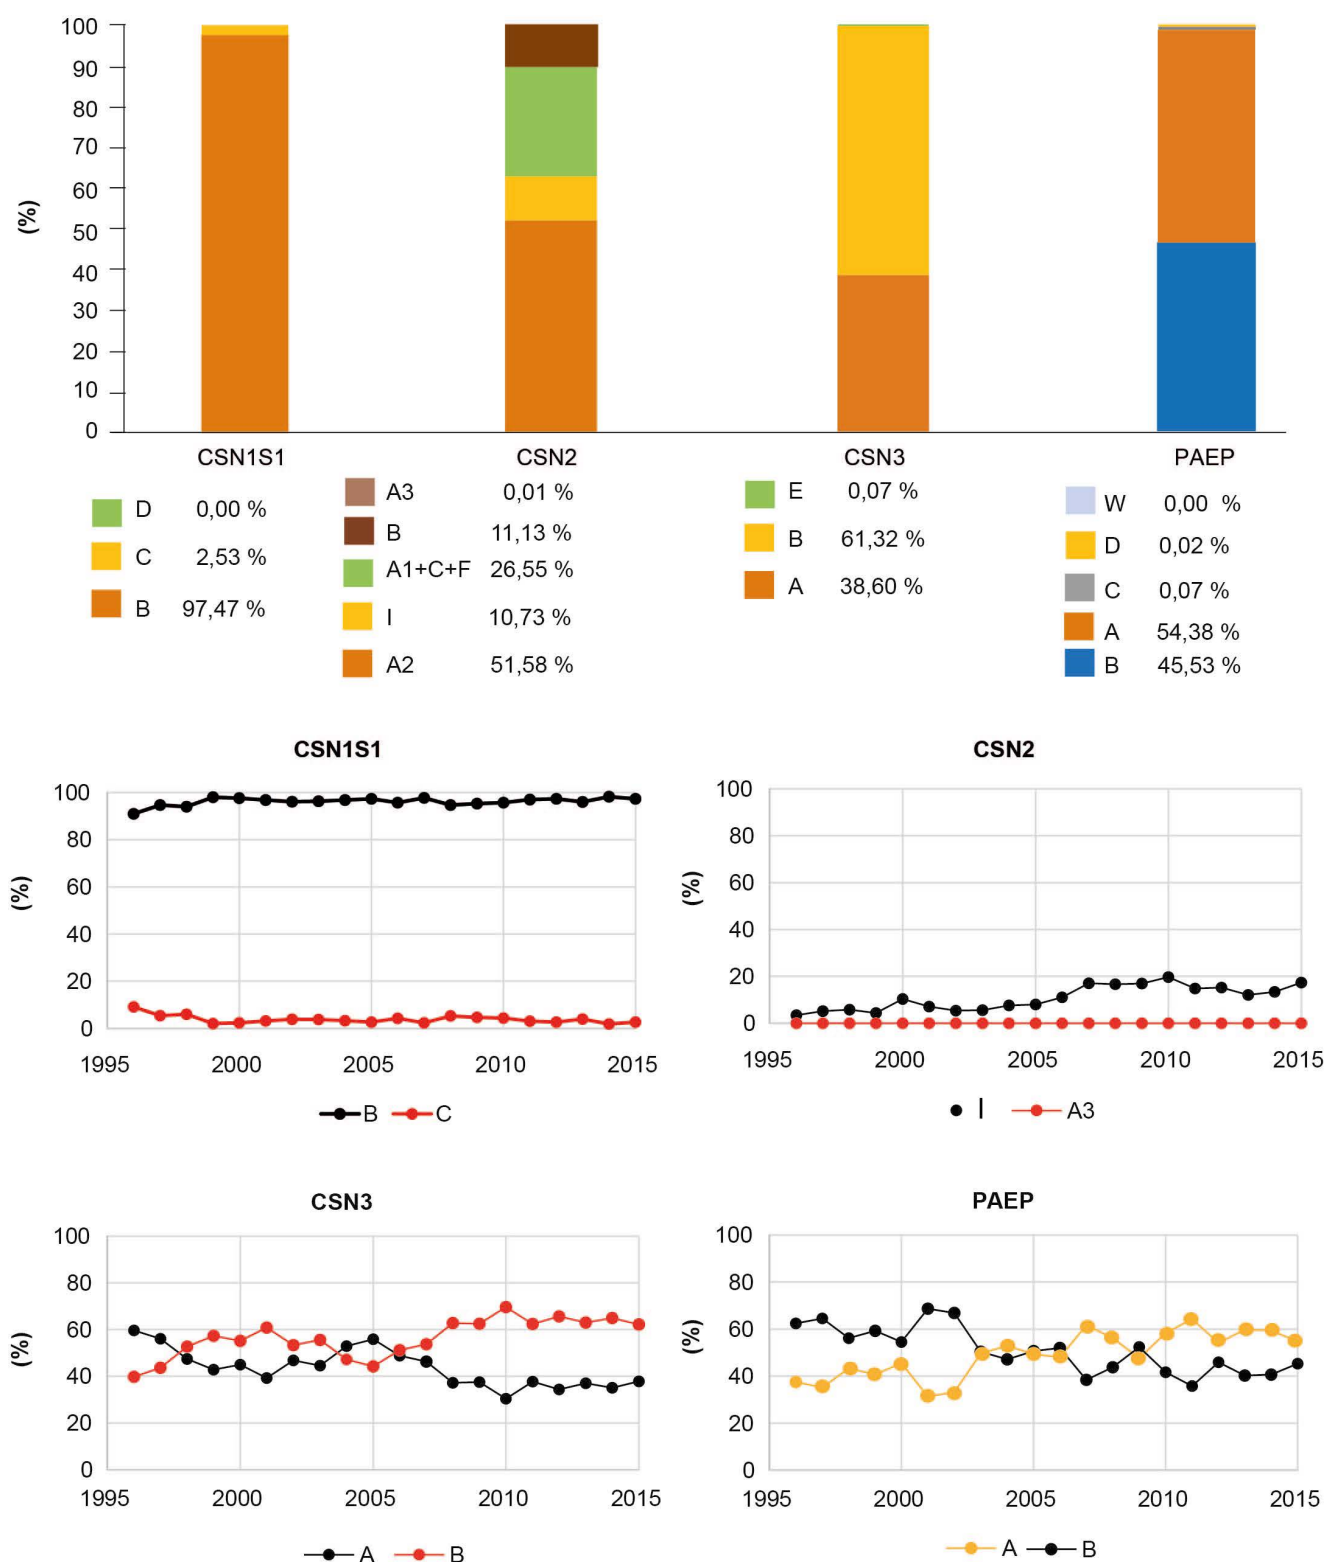 100
90
80
70
60
50
40
30
20
10
0
(%)
CSN1S1 CSN2 CSN3 PAEP
D 0,00 %
C 2,53 %
B 97,47 %
A3 0,01 %
B 11,13 %
A1+C+F 26,55 %
I 10,73 %
A2 51,58 %
E 0,07 %
B 61,32 %
A 38,60 %
W 0,00 %
D 0,02 %
C 0,07 %
A 54,38 %
B 45,53 %
CSN1S1
100
80
60
40
20
0
(%)
1995 2000 2005 2010 2015
B C
CSN2
100
80
60
40
20
0
(%)
1995 2000 2005 2010 2015
I A3
CSN3
100
80
60
40
20
0
(%)
1995 2000 2005 2010 2015
A B
PAEP
100
80
60
40
20
0
(%)
1995 2000 2005 2010 2015
A B